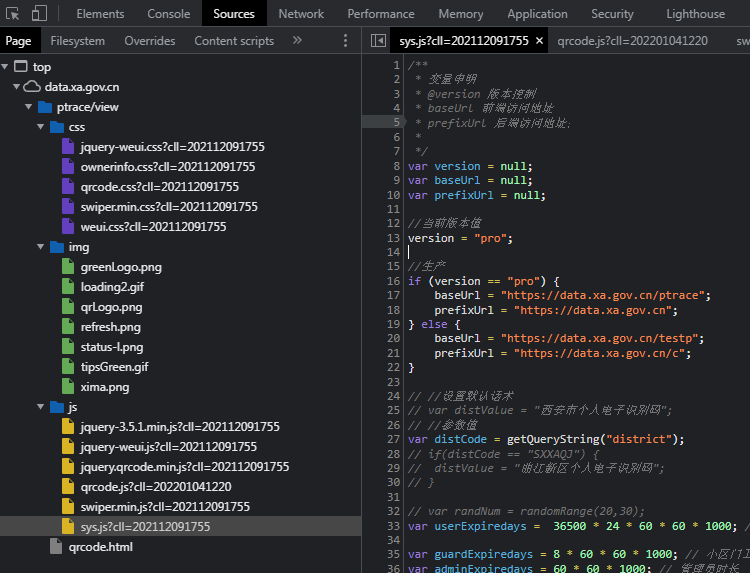 Elements Console Sources Network Performance Memory Application Security Lighthouse
Page Filesystem Overrides Content scripts »
top
data.xa.gov.cn
ptrace/view
css
jquery-weui.css?cll=202112091755
ownerinfo.css?cll=202112091755
qrcode.css?cll=202112091755
swiper.min.css?cll=202112091755
weui.css?cll=202112091755
img
greenLogo.png
loading2.gif
qrLogo.png
refresh.png
status-l.png
tipsGreen.gif
xima.png
js
jquery-3.5.1.min.js?cll=202112091755
jquery-weui.js?cll=202112091755
jquery.qrcode.min.js?cll=202112091755
qrcode.js?cll=202201041220
swiper.min.js?cll=202112091755
sys.js?cll=202112091755
qrcode.html
sys.js?cll=202112091755 × qrcode.js?cll=202201041220 sw
1 /**
2 * 变量申明
3 * @version 版本控制
4 * baseUrl 前端访问地址
5 * prefixUrl 后端访问地址;
6 *
7 */
8 var version = null;
9 var baseUrl = null;
10 var prefixUrl = null;
11
12 //当前版本值
13 version = "pro";
14
15 //生产
16 if (version == "pro") {
17 baseUrl = "https://data.xa.gov.cn/ptrace";
18 prefixUrl = "https://data.xa.gov.cn";
19 } else {
20 baseUrl = "https://data.xa.gov.cn/testp";
21 prefixUrl = "https://data.xa.gov.cn/c";
22 }
23
24 // //设置默认话术
25 // var distValue = "西安市个人电子识别码";
26 // //参数值
27 var distCode = getQueryString("district");
28 // if(distCode == "SXXAQJ") {
29 // distValue = "曲江新区个人电子识别码";
30 // }
31
32 // var randNum = randomRange(20,30);
33 var userExpiredays = 36500 * 24 * 60 * 60 * 1000; /
34
35 var guardExpiredays = 8 * 60 * 60 * 1000; // 小区门卫
36 var adminExpiredays = 60 * 60 * 1000; // 管理员时长